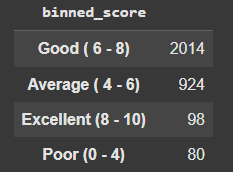 binned_score
Good ( 6 - 8) 2014
Average ( 4 - 6) 924
Excellent (8 - 10) 98
Poor (0 - 4) 80